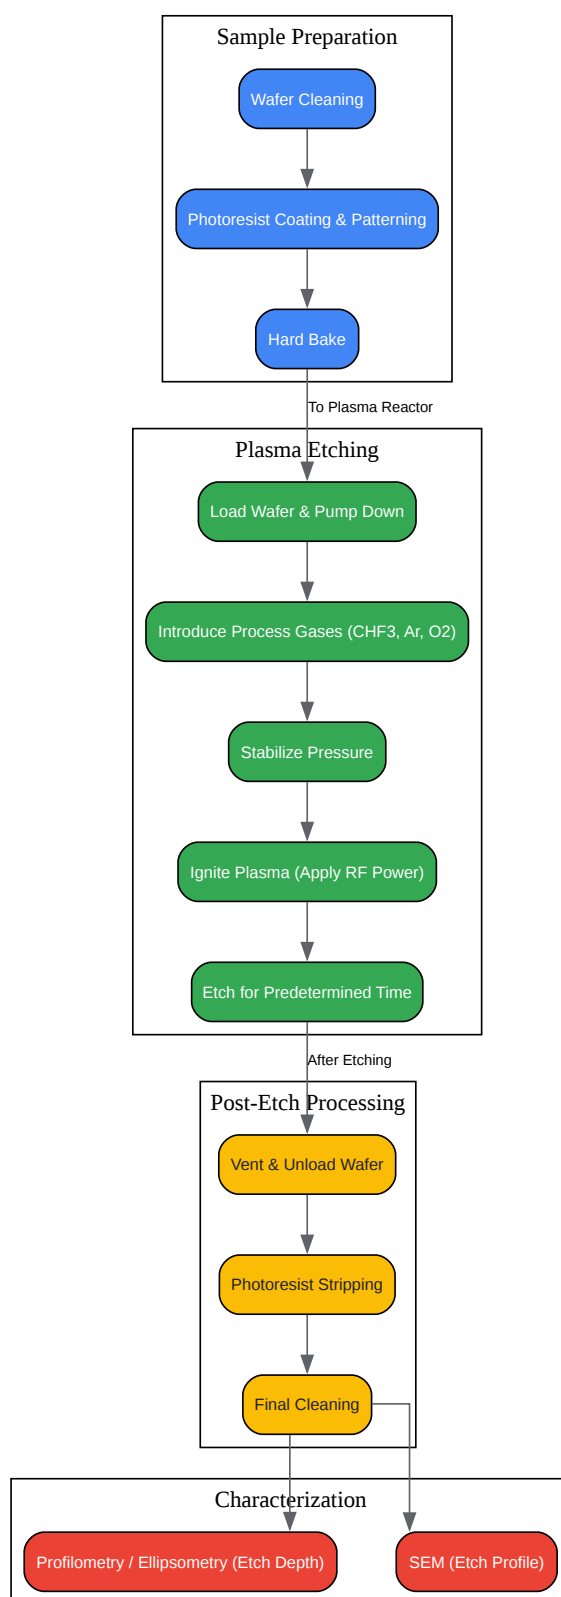 Sample Preparation
Wafer Cleaning
Photoresist Coating & Patterning
Hard Bake
To Plasma Reactor
Plasma Etching
Load Wafer & Pump Down
Introduce Process Gases (CHF3, Ar, O2)
Stabilize Pressure
Ignite Plasma (Apply RF Power)
Etch for Predetermined Time
After Etching
Post-Etch Processing
Vent & Unload Wafer
Photoresist Stripping
Final Cleaning
Characterization
Profilometry / Ellipsometry (Etch Depth)
SEM (Etch Profile)